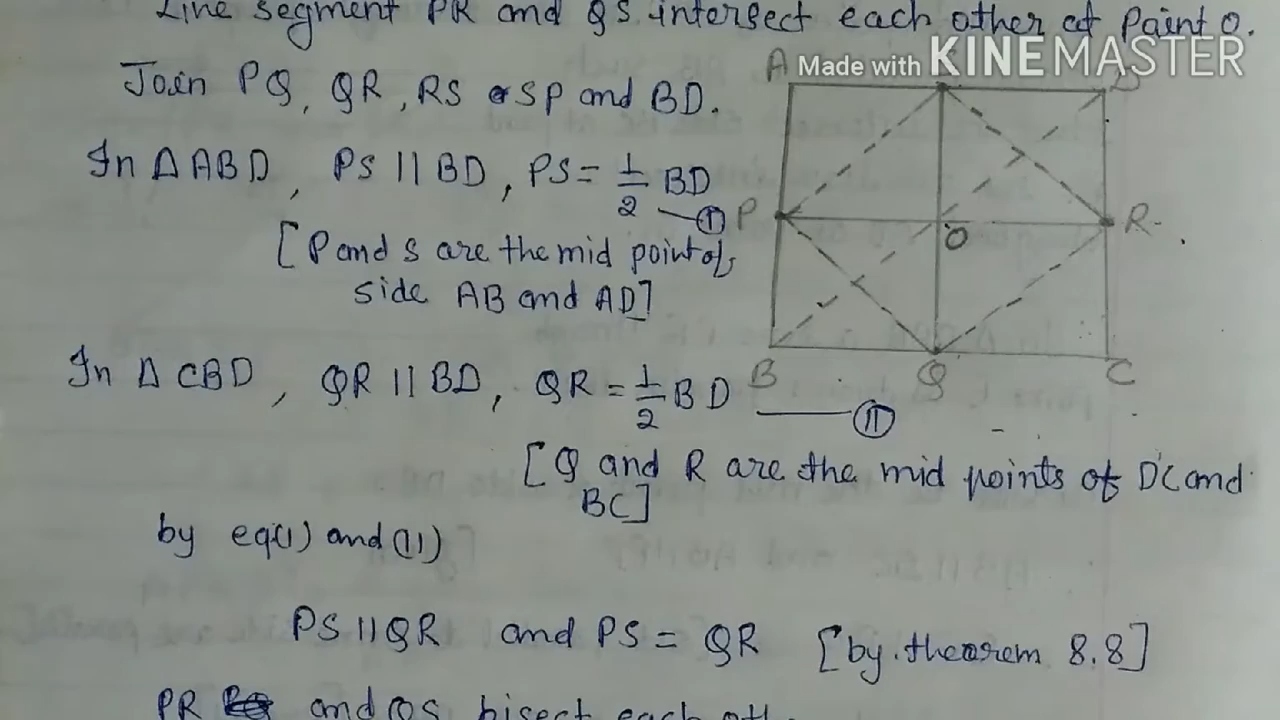 Line segment PR and QS intersect each other at Point O.
Join PQ, QR, RS SP and BD.
A
Made with KINEMASTER
In Δ ABD, PS || BD, PS = 1/2 BD — (I)
P
R
O
[P and S are the mid point of
side AB and AD]
In Δ CBD, QR || BD, QR = 1/2 BD — (II)
B
Q
C
[Q and R are the mid points of DC and
BC]
by eq(1) and (11)
PS || QR and PS = QR [by. theorem 8.8]
PR and QS bisect each